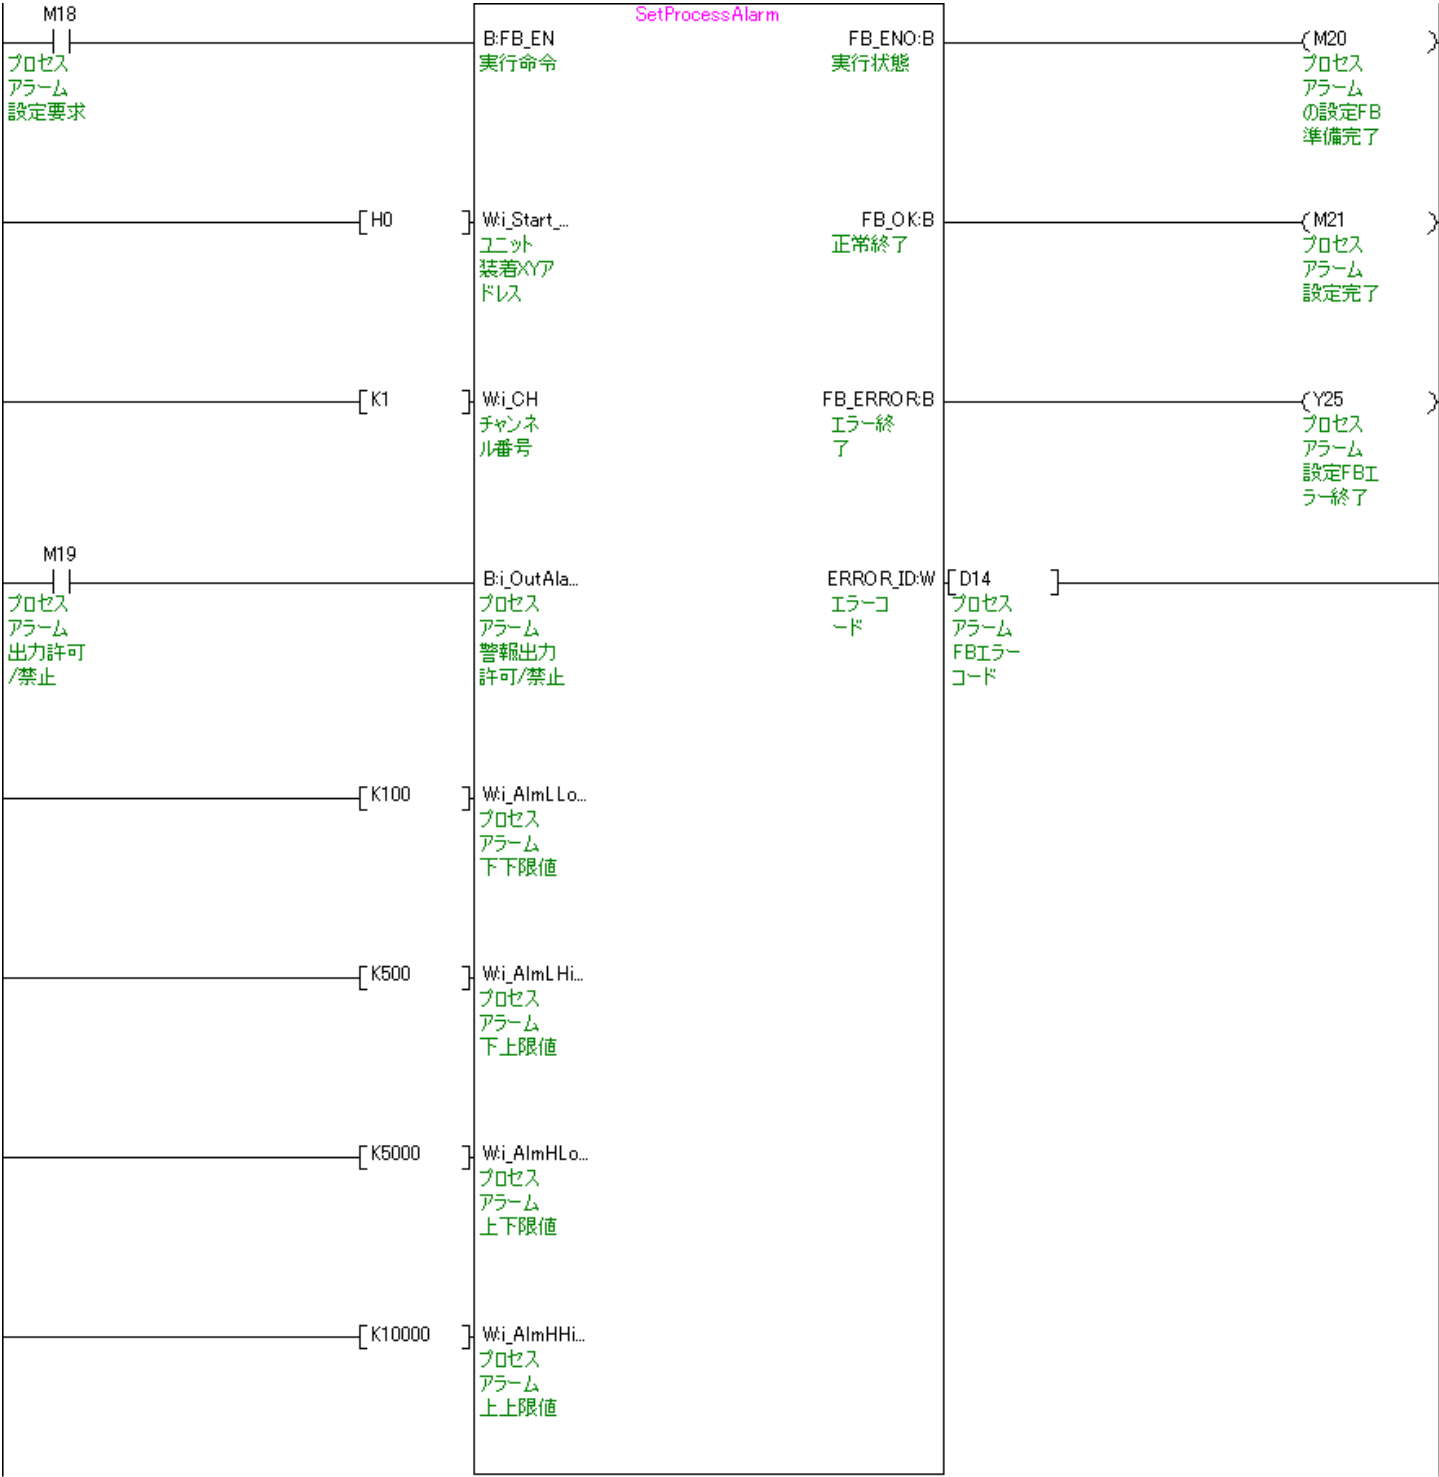 SetProcessAlarm
M18
プロセス
アラーム
設定要求
B:FB_EN
実行命令
FB_ENO:B
実行状態
M20
プロセス
アラーム
の設定FB
準備完了
H0
W:i_Start_...
ユニット
装着XYア
ドレス
FB_OK:B
正常終了
M21
プロセス
アラーム
設定完了
K1
W:i_CH
チャンネ
ル番号
FB_ERROR:B
エラー終
了
Y25
プロセス
アラーム
設定FBエ
ラー終了
M19
プロセス
アラーム
出力許可
/禁止
B:i_OutAla...
プロセス
アラーム
警報出力
許可/禁止
ERROR_ID:W
エラーコ
ード
D14
プロセス
アラーム
FBエラー
コード
K100
W:i_AlmLLo...
プロセス
アラーム
下下限値
K500
W:i_AlmLHi...
プロセス
アラーム
下上限値
K5000
W:i_AlmHLo...
プロセス
アラーム
上下限値
K10000
W:i_AlmHHi...
プロセス
アラーム
上上限値